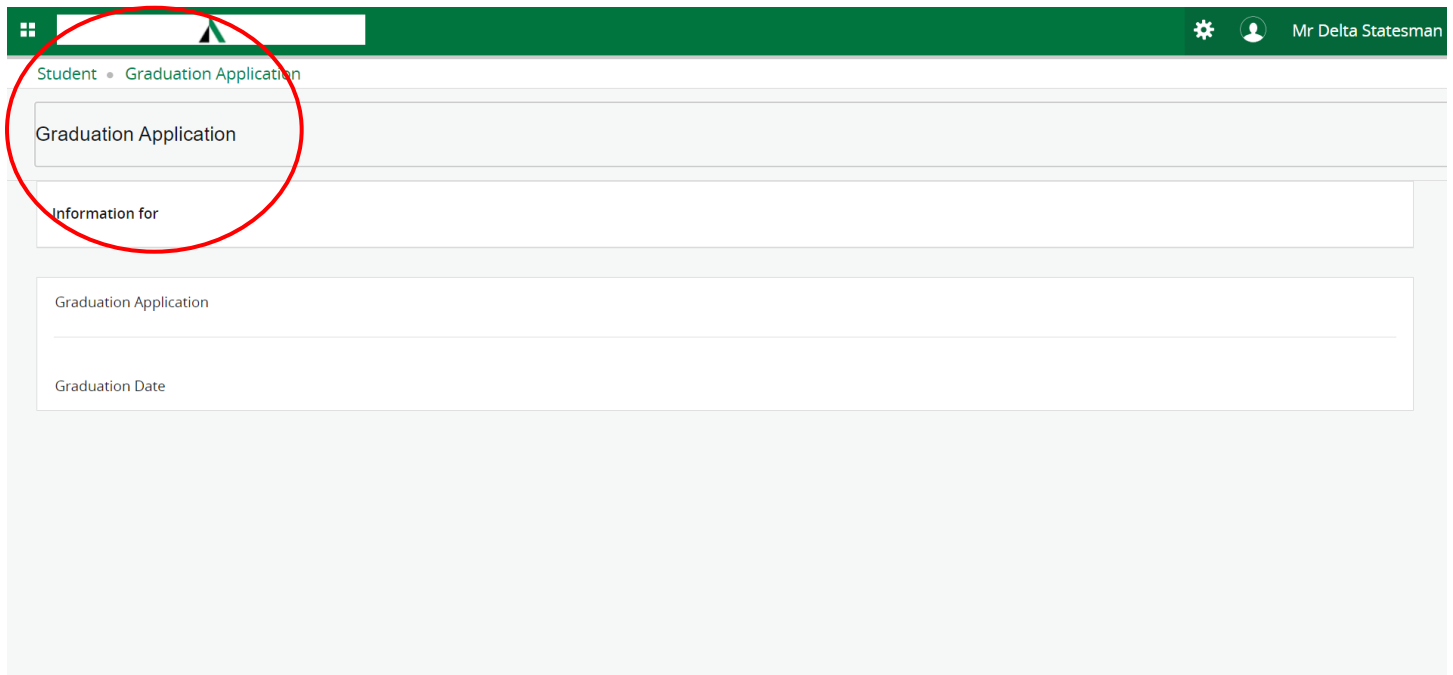 Mr Delta Statesman
Student • Graduation Application
Graduation Application
Information for
Graduation Application
Graduation Date